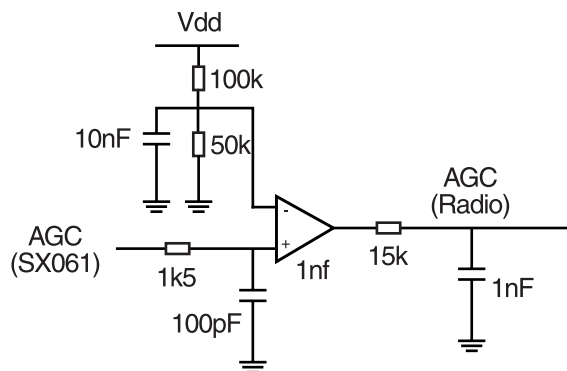 Vdd
100k
10nF
50k
AGC
(Radio)
-
AGC
(SX061)
+
1k5
1nf
15k
1nF
100pF